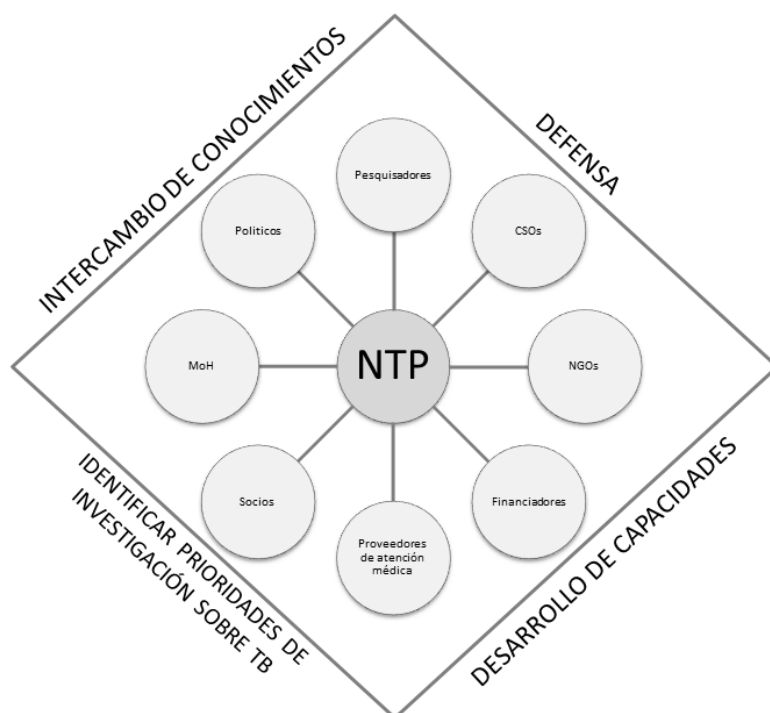 INTERCAMBIO DE CONOCIMIENTOS
DEFENSA
Pesquisadores
Politicos
CSOs
MoH
NTP
NGOs
Socios
Financiadores
Proveedores
de atención
médica
IDENTIFICAR PRIORIDADES DE
INVESTIGACIÓN SOBRE TB
DESARROLLO DE CAPACIDADES